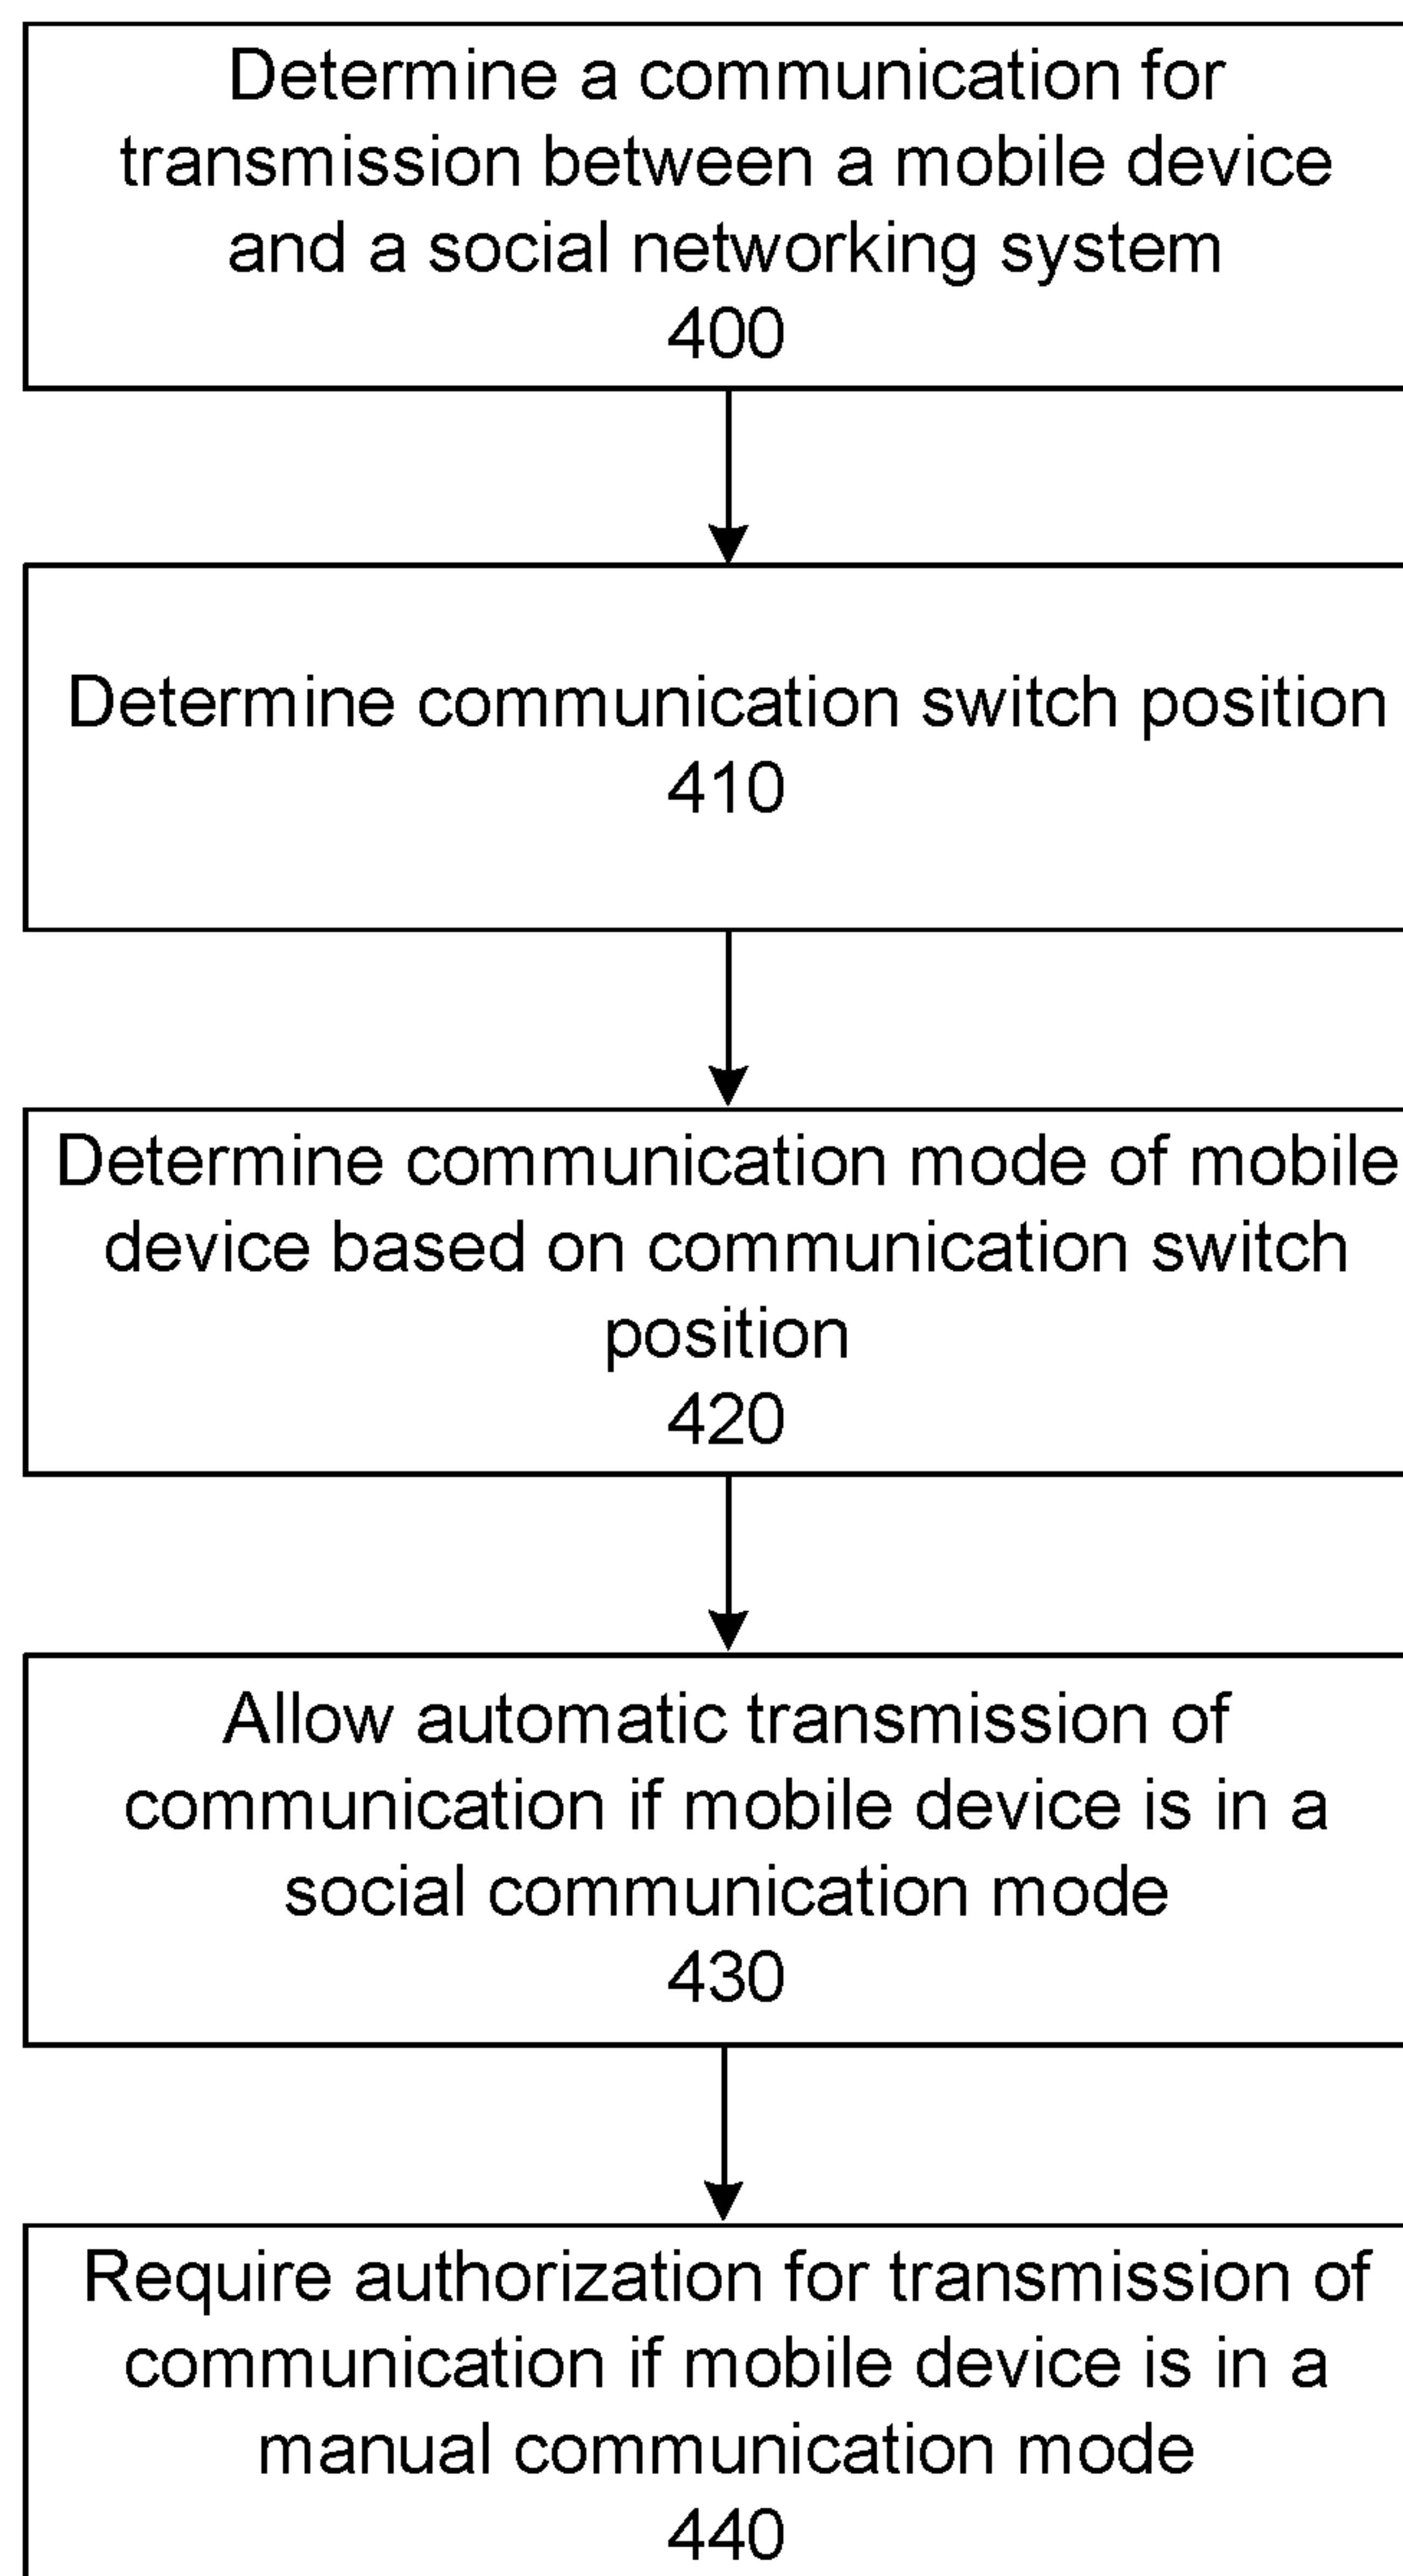 Determine a communication for
transmission between a mobile device
and a social networking system
400
Determine communication switch position
410
Determine communication mode of mobile
device based on communication switch
position
420
Allow automatic transmission of
communication if mobile device is in a
social communication mode
430
Require authorization for transmission of
communication if mobile device is in a
manual communication mode
440